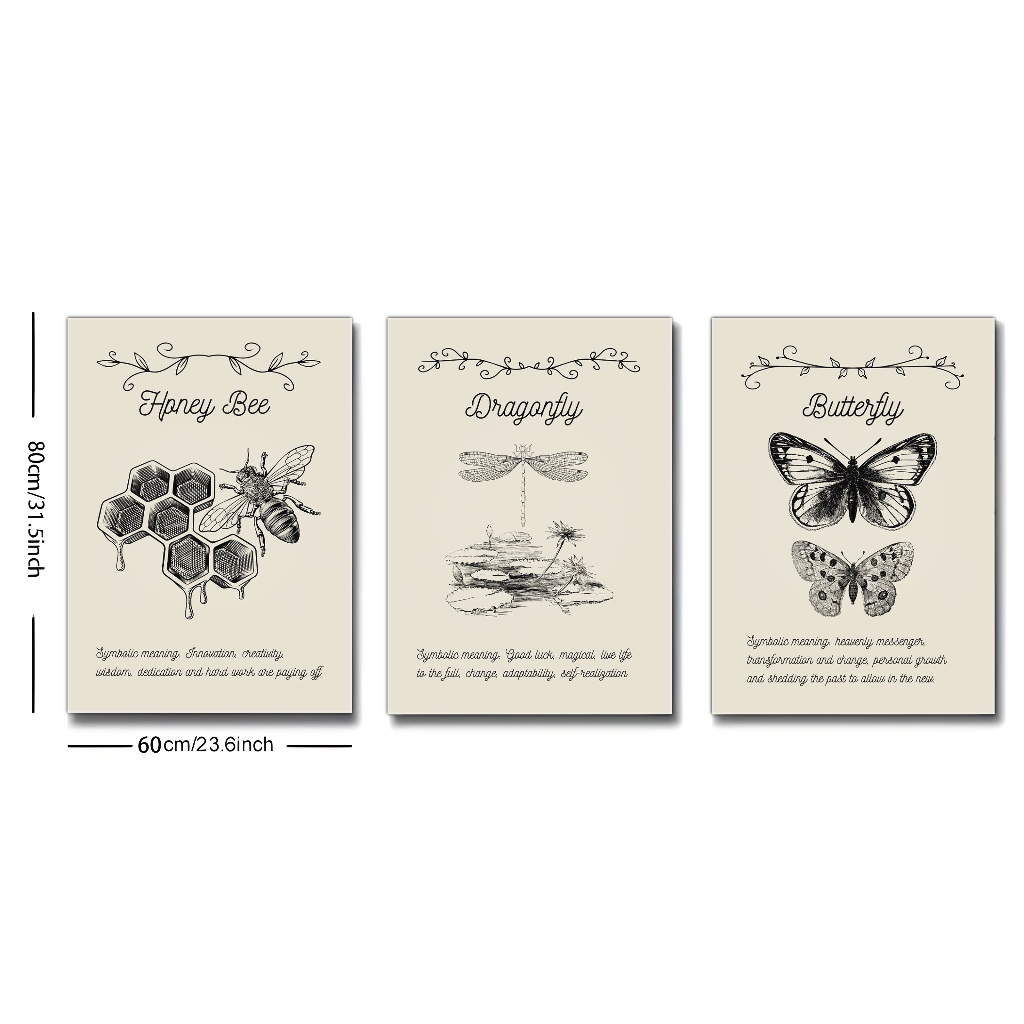 80cm/31.5inch
Honey Bee
Symbolic meaning. Innovation, creativity,
wisdom, dedication and hard work are paying off
60cm/23.6inch
Dragonfly
Symbolic meaning. Good luck, magical, live life
to the full, change, adaptability, self-realization
Butterfly
Symbolic meaning, heavenly messenger,
transformation and change, personal growth
and shedding the past to allow in the new.